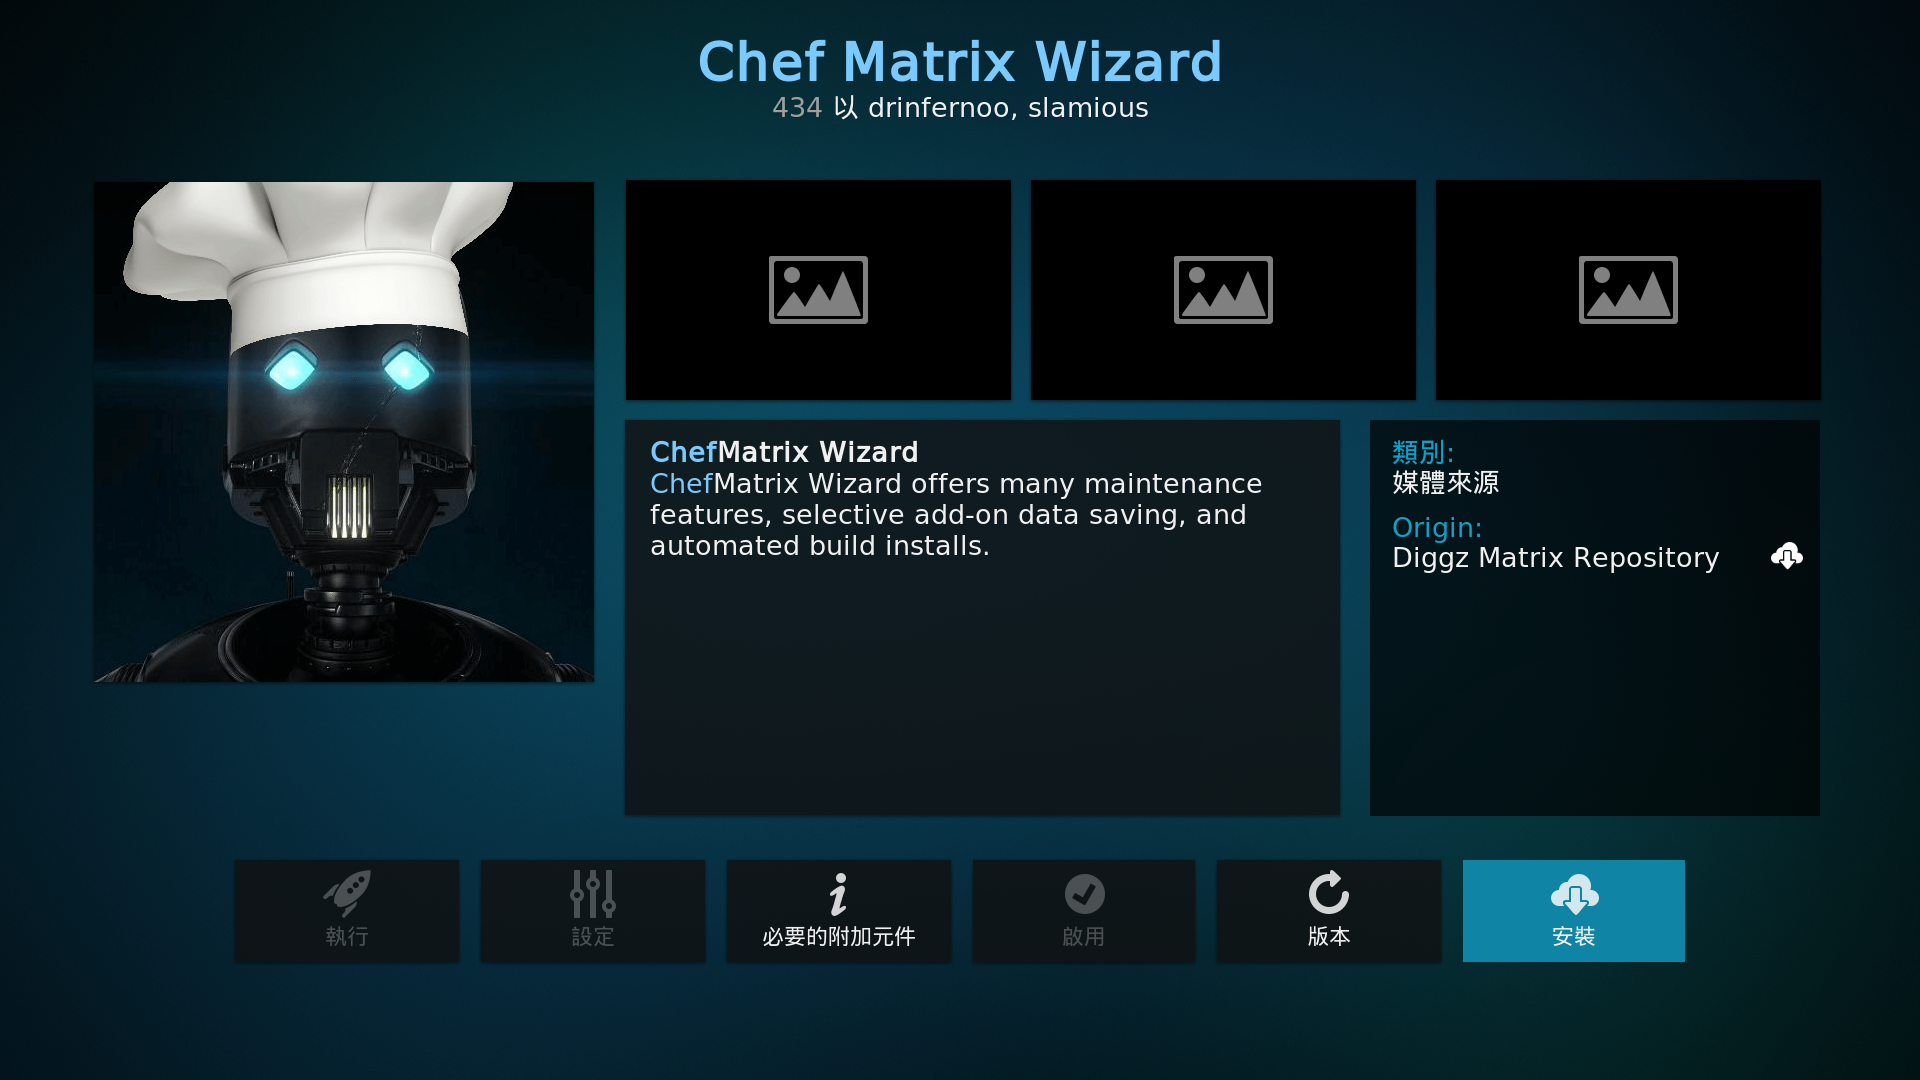 Chef Matrix Wizard
434 以 drinfernoo, slamious
ChefMatrix Wizard
ChefMatrix Wizard offers many maintenance
features, selective add-on data saving, and
automated build installs.
類別:
媒體來源
Origin:
Diggz Matrix Repository
執行
設定
必要的附加元件
啟用
版本
安裝